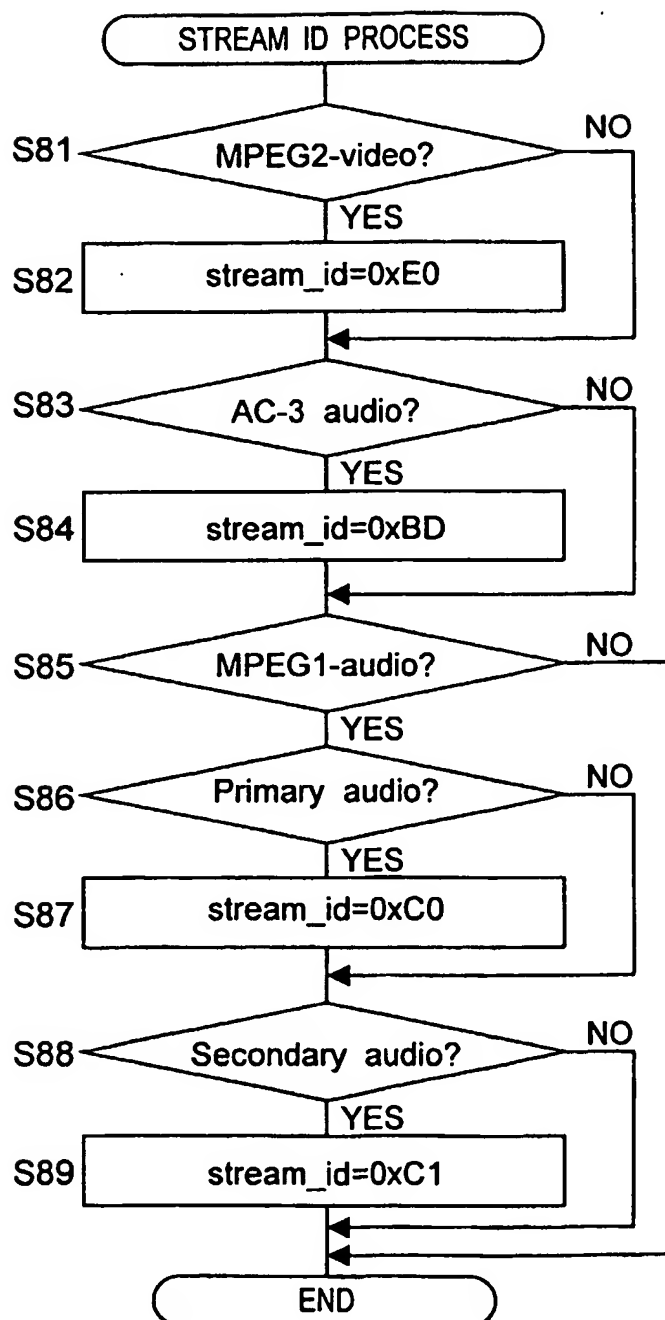 STREAM ID PROCESS
S81
MPEG2-video?
NO
YES
S82
stream_id=0xE0
S83
AC-3 audio?
NO
YES
S84
stream_id=0xBD
S85
MPEG1-audio?
NO
YES
S86
Primary audio?
NO
YES
S87
stream_id=0xC0
S88
Secondary audio?
NO
YES
S89
stream_id=0xC1
END